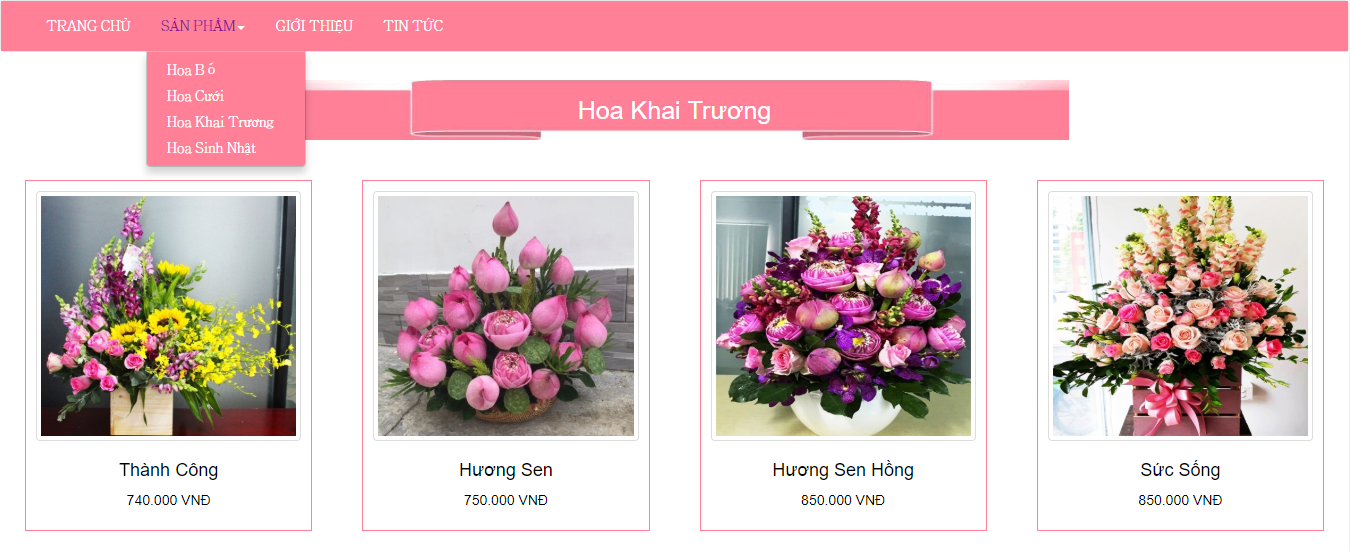 TRANG CHỦ SẢN PHẨM GIỚI THIỆU TIN TỨC
Hoa Bó
Hoa Cưới
Hoa Khai Trương
Hoa Sinh Nhật
Hoa Khai Trương
Thành Công Hương Sen Hương Sen Hồng Sức Sống
740.000 VNĐ 750.000 VNĐ 850.000 VNĐ 850.000 VNĐ